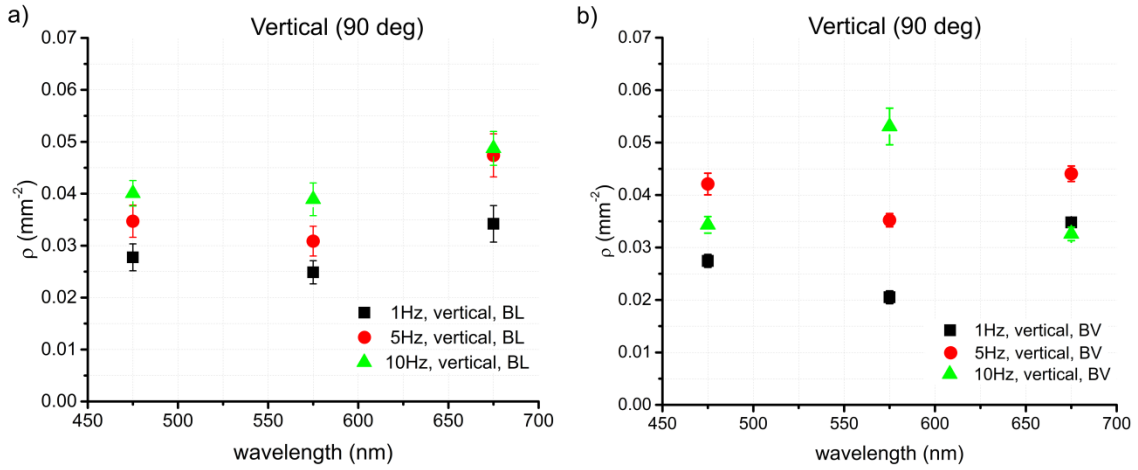 a)
Vertical (90 deg)
0.07
0.06
0.05
0.04
0.03
0.02
0.01
0.00
ρ (mm-2)
450 500 550 600 650 700
wavelength (nm)
1Hz, vertical, BL
5Hz, vertical, BL
10Hz, vertical, BL
b)
Vertical (90 deg)
0.07
0.06
0.05
0.04
0.03
0.02
0.01
0.00
ρ (mm-2)
450 500 550 600 650 700
wavelength (nm)
1Hz, vertical, BV
5Hz, vertical, BV
10Hz, vertical, BV